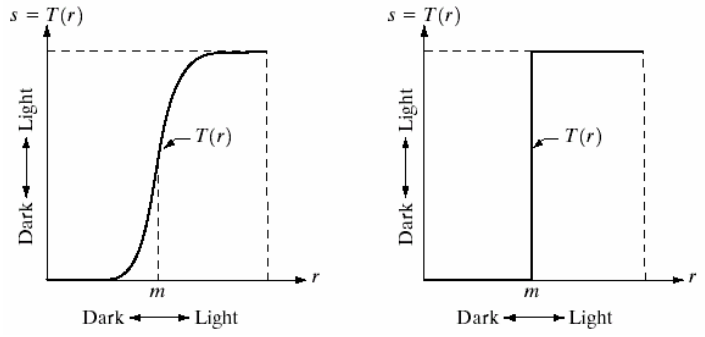 s = T(r)
Dark ↔ Light
T(r)
r
m
Dark ↔ Light
s = T(r)
Dark ↔ Light
T(r)
r
m
Dark ↔ Light